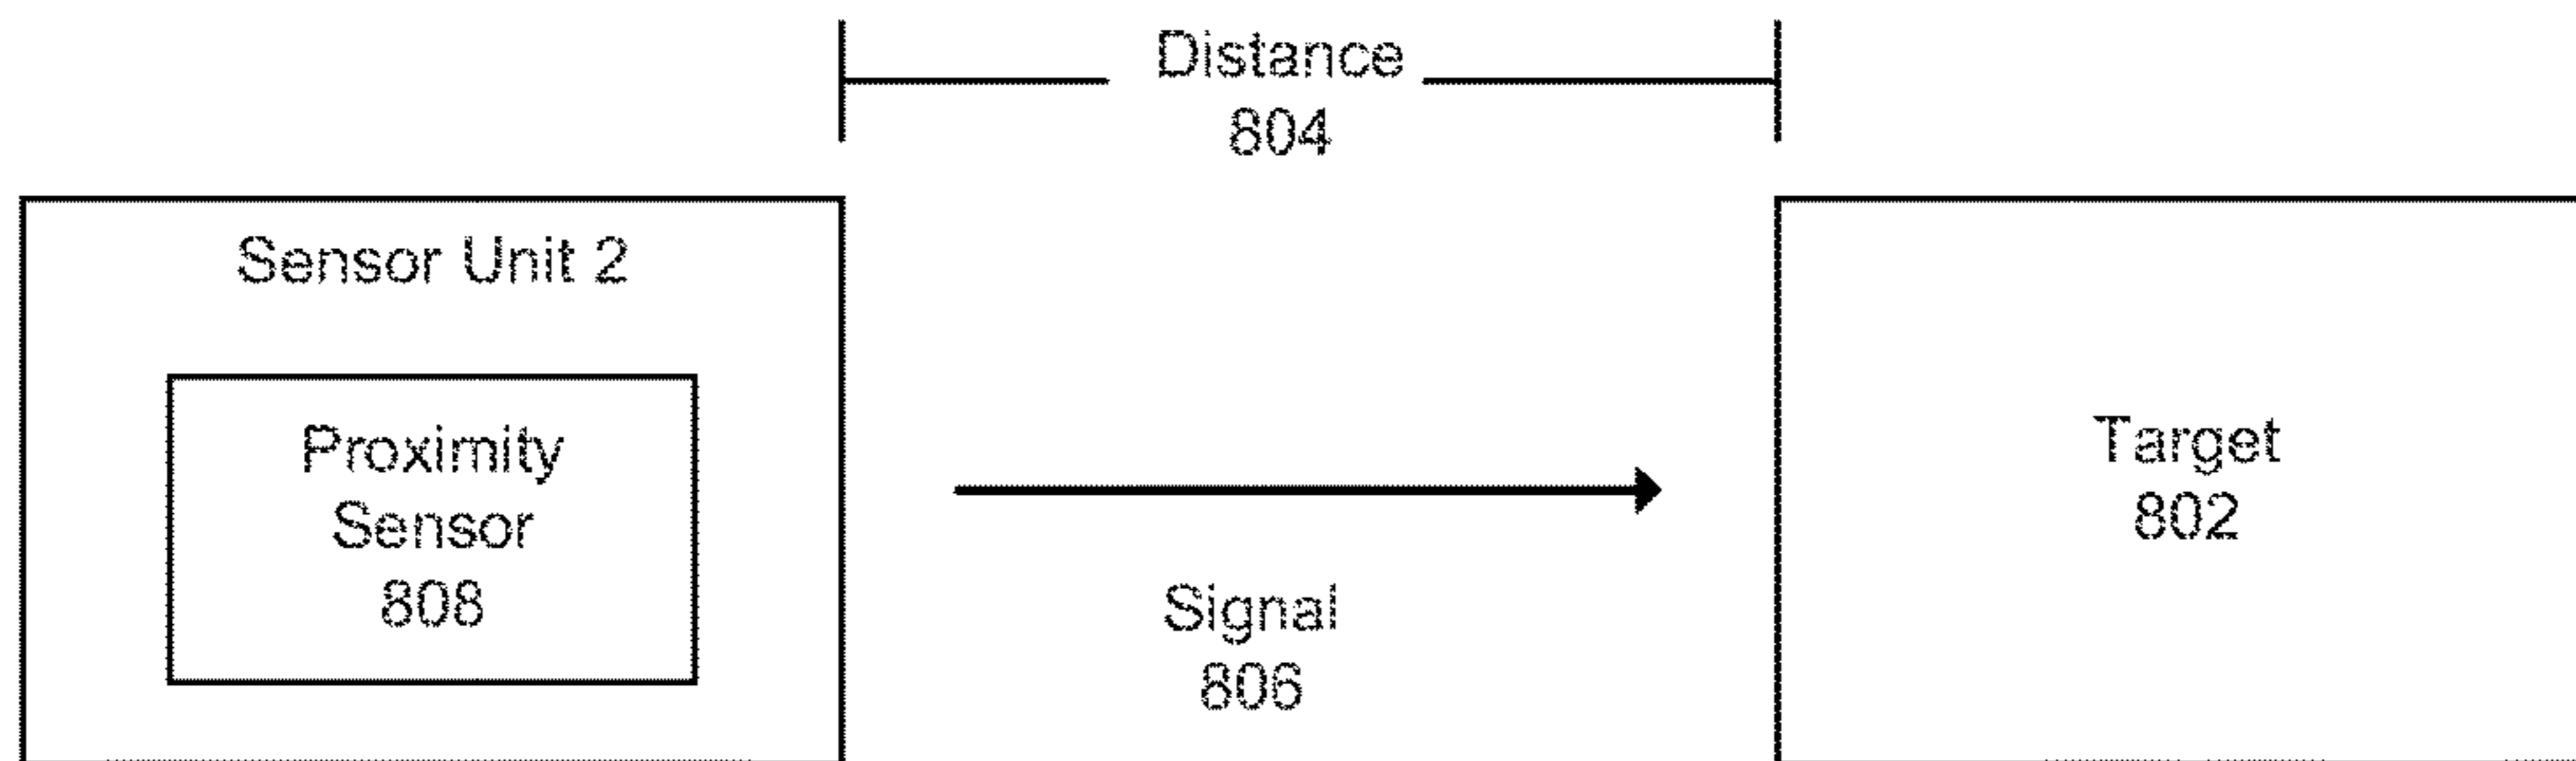 Distance
804
Sensor Unit 2
Proximity
Sensor
808
Signal
806
Target
802